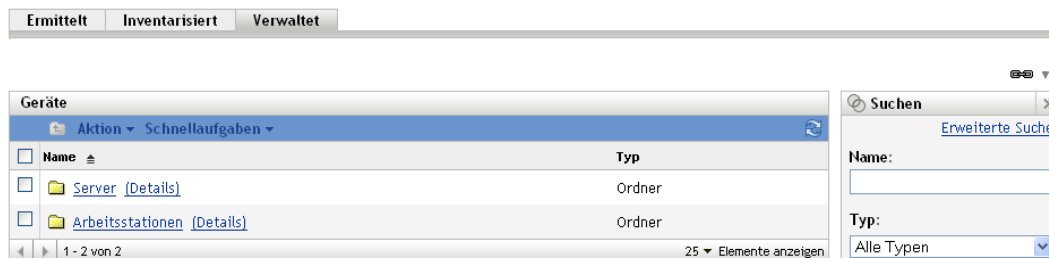 Ermittelt Inventarisiert Verwaltet
Geräte
Aktion Schnellaufgaben
Name Typ
Server (Details) Ordner
Arbeitsstationen (Details) Ordner
1 - 2 von 2 25 Elemente anzeigen
Suchen
Erweiterte Suche
Name:
Typ:
Alle Typen